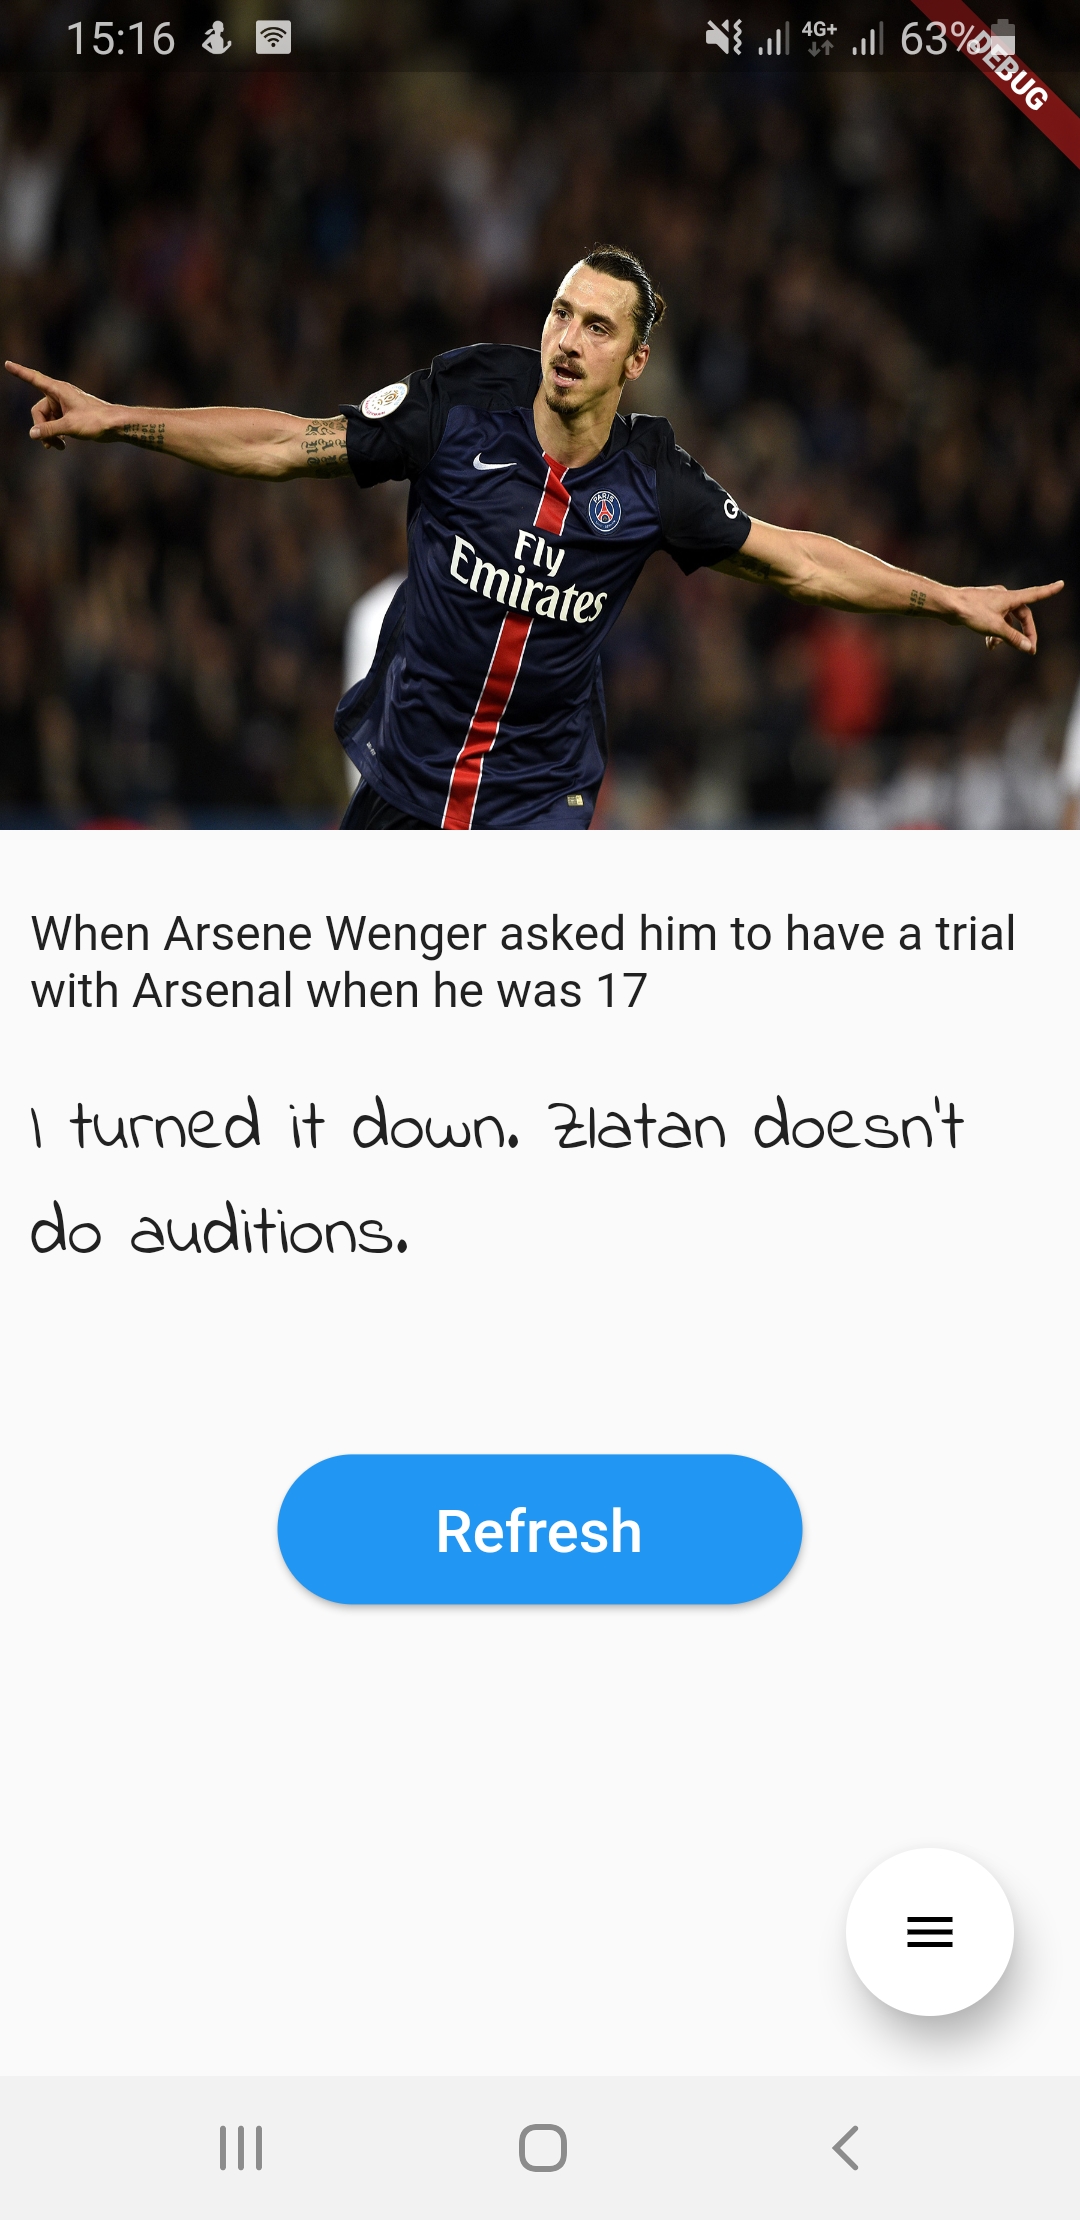 15:16
4G+
63%
DEBUG
PARIS
Fly
Emirates
When Arsene Wenger asked him to have a trial
with Arsenal when he was 17
I turned it down. Zlatan doesn't
do auditions.
Refresh